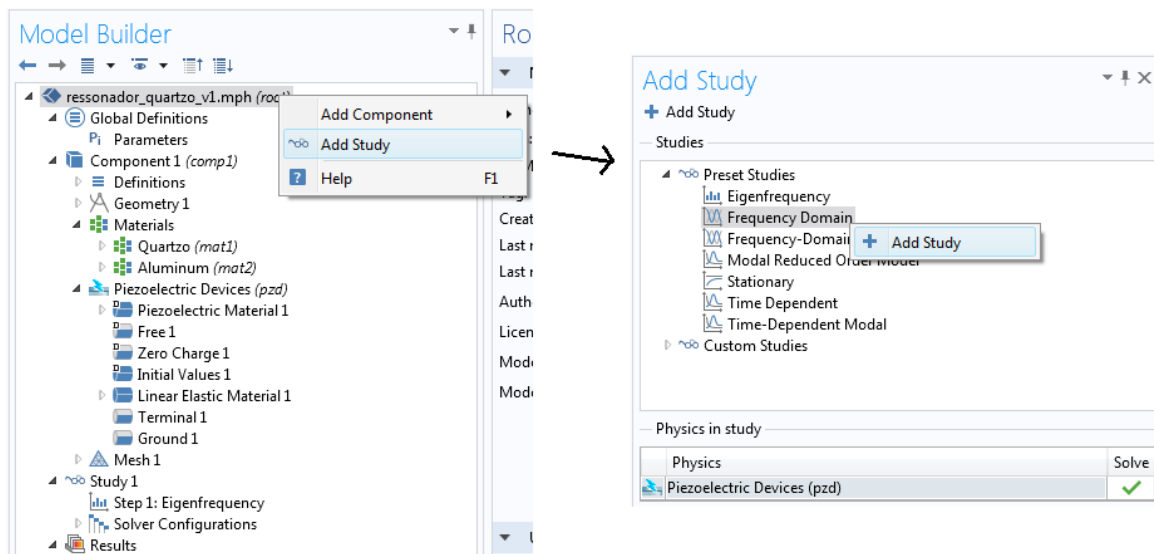 Model Builder
ressonador_quartzo_v1.mph (root)
Global Definitions
Pi Parameters
Component 1 (comp1)
Definitions
Geometry 1
Materials
Quartzo (mat1)
Aluminum (mat2)
Piezoelectric Devices (pzd)
Piezoelectric Material 1
Free 1
Zero Charge 1
Initial Values 1
Linear Elastic Material 1
Terminal 1
Ground 1
Mesh 1
Study 1
Step 1: Eigenfrequency
Solver Configurations
Results
Add Component
Add Study
Help F1
Ro
Creat
Last r
Last r
Auth
Licen
Mode
Mode
Add Study
Add Study
Studies
Preset Studies
Eigenfrequency
Frequency Domain
Frequency-Domain
Modal Reduced Order Model
Stationary
Time Dependent
Time-Dependent Modal
Custom Studies
Add Study
Physics in study
Physics Solve
Piezoelectric Devices (pzd)